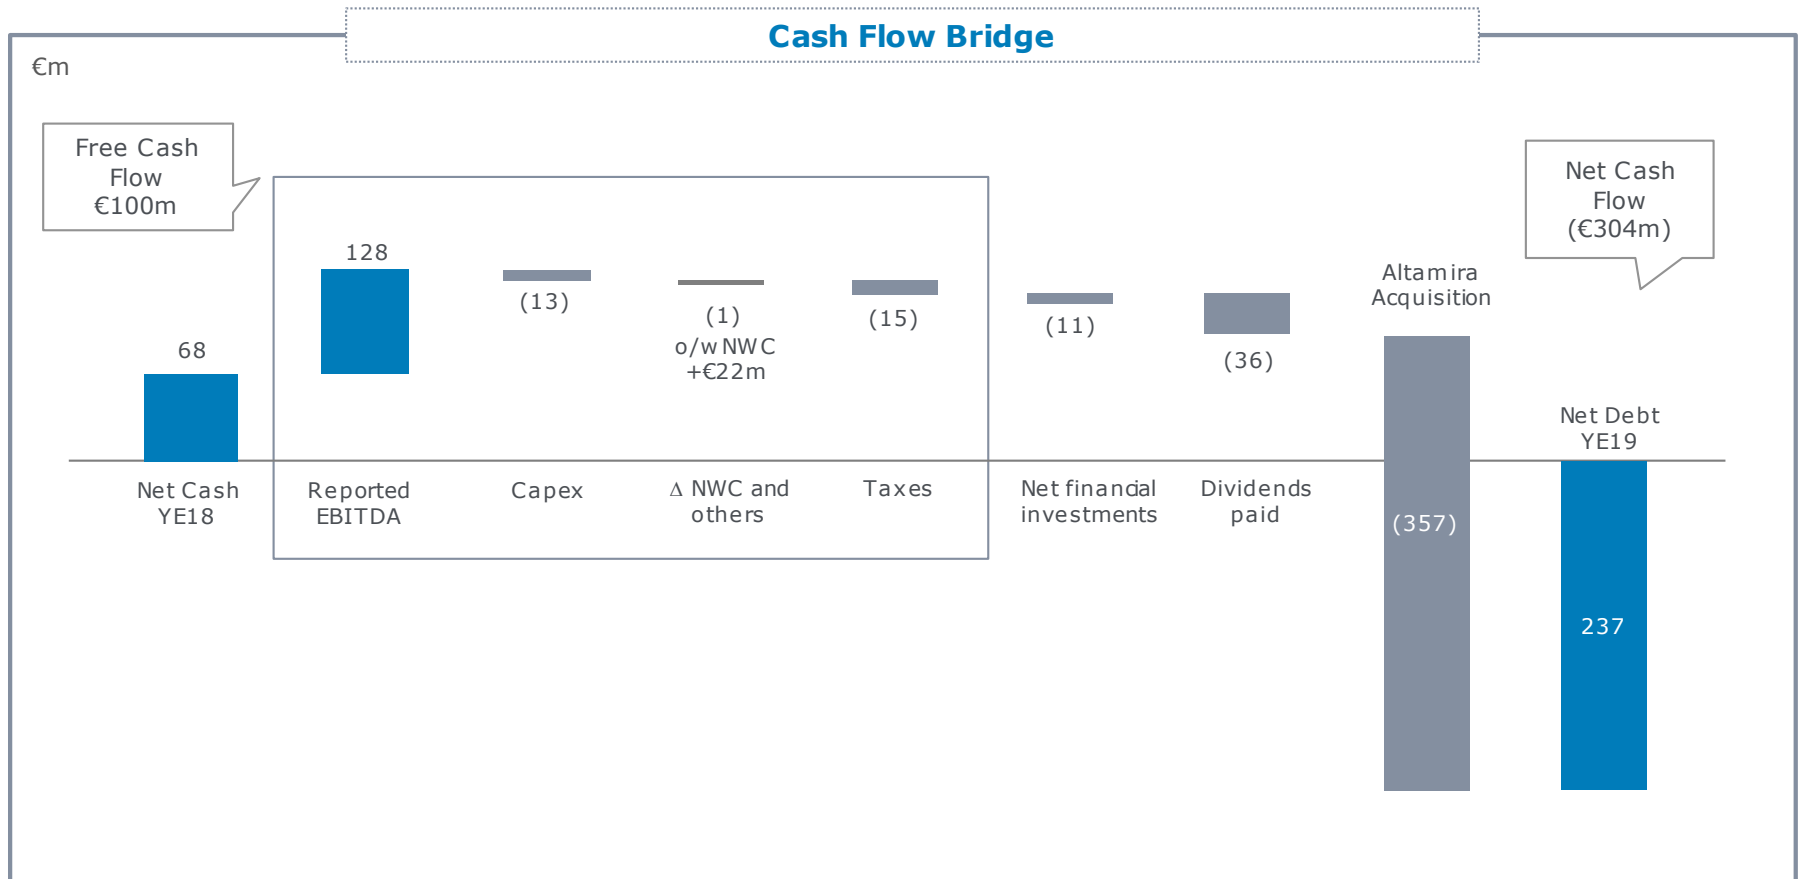 Cash Flow Bridge
€m
Free Cash
Flow
€100m
Net Cash
Flow
(€304m)
128
(13)
(1)
o/w NWC
+€22m
(15)
(11)
(36)
Altamira
Acquisition
68
(357)
Net Debt
YE19
237
Net Cash
YE18
Reported
EBITDA
Capex
Δ NWC and
others
Taxes
Net financial
investments
Dividends
paid